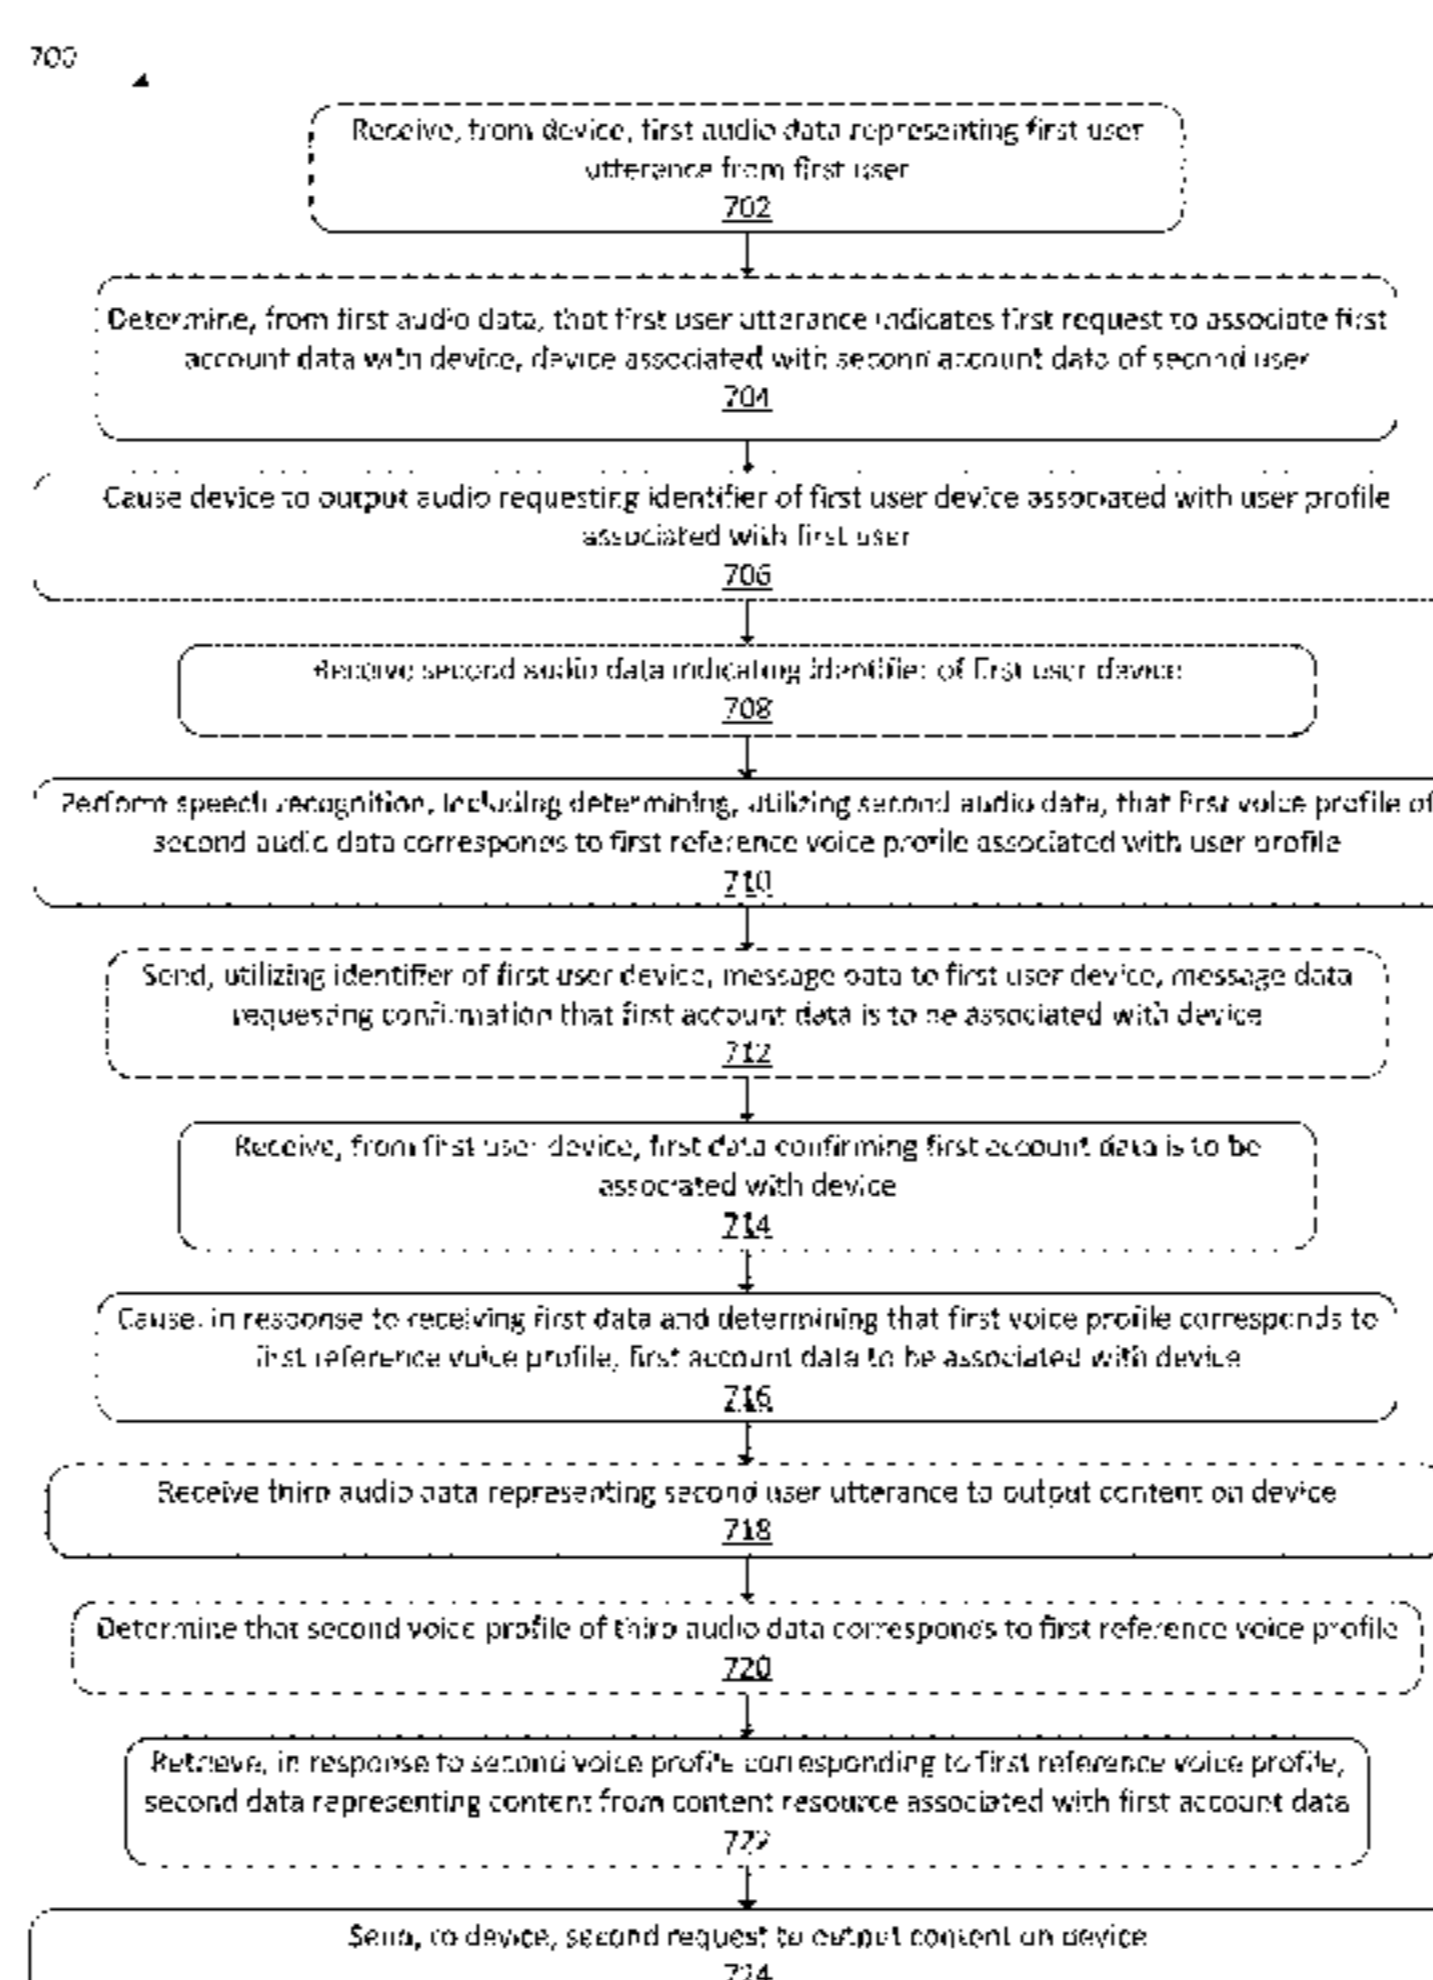 700
Receive, from device, first audio data representing first user
utterance from first user
702
Determine, from first audio data, that first user utterance indicates first request to associate first
account data with device, device associated with second account data of second user
704
Cause device to output audio requesting identifier of first user device associated with user profile
associated with first user
706
Receive second audio data indicating identifier of first user device
708
Perform speech recognition, including determining, utilizing second audio data, that first voice profile of
second audio data corresponds to first reference voice profile associated with user profile
710
Send, utilizing identifier of first user device, message data to first user device, message data
requesting confirmation that first account data is to be associated with device
712
Receive, from first user device, first data confirming first account data is to be
associated with device
714
Cause, in response to receiving first data and determining that first voice profile corresponds to
first reference voice profile, first account data to be associated with device
716
Receive third audio data representing second user utterance to output content on device
718
Determine that second voice profile of third audio data corresponds to first reference voice profile
720
Retrieve, in response to second voice profile corresponding to first reference voice profile,
second data representing content from content resource associated with first account data
722
Send, to device, second request to output content on device
724